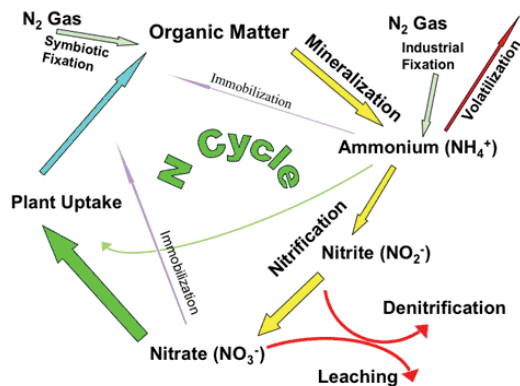 N₂ Gas
Symbiotic
Fixation
Organic Matter
Mineralization
N₂ Gas
Industrial
Fixation
Volatilization
Immobilization
N Cycle
Ammonium (NH₄⁺)
Plant Uptake
Immobilization
Nitrification
Nitrite (NO₂⁻)
Denitrification
Nitrate (NO₃⁻)
Leaching